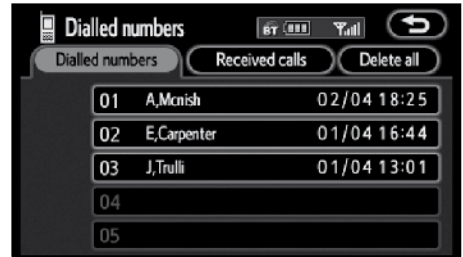 Dialled numbers BT
Dialled numbers Received calls Delete all
01 A,Mcnish 02/04 18:25
02 E,Carpenter 01/04 16:44
03 J,Trulli 01/04 13:01
04
05